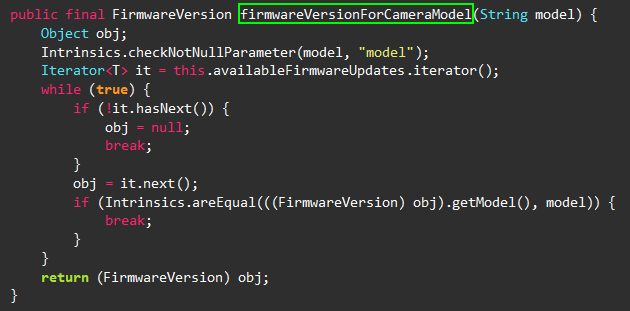 public final FirmwareVersion firmwareVersionForCameraModel(String model) {
    Object obj;
    Intrinsics.checkNotNullParameter(model, "model");
    Iterator<T> it = this.availableFirmwareUpdates.iterator();
    while (true) {
        if (!it.hasNext()) {
            obj = null;
            break;
        }
        obj = it.next();
        if (Intrinsics.areEqual(((FirmwareVersion) obj).getModel(), model)) {
            break;
        }
    }
    return (FirmwareVersion) obj;
}